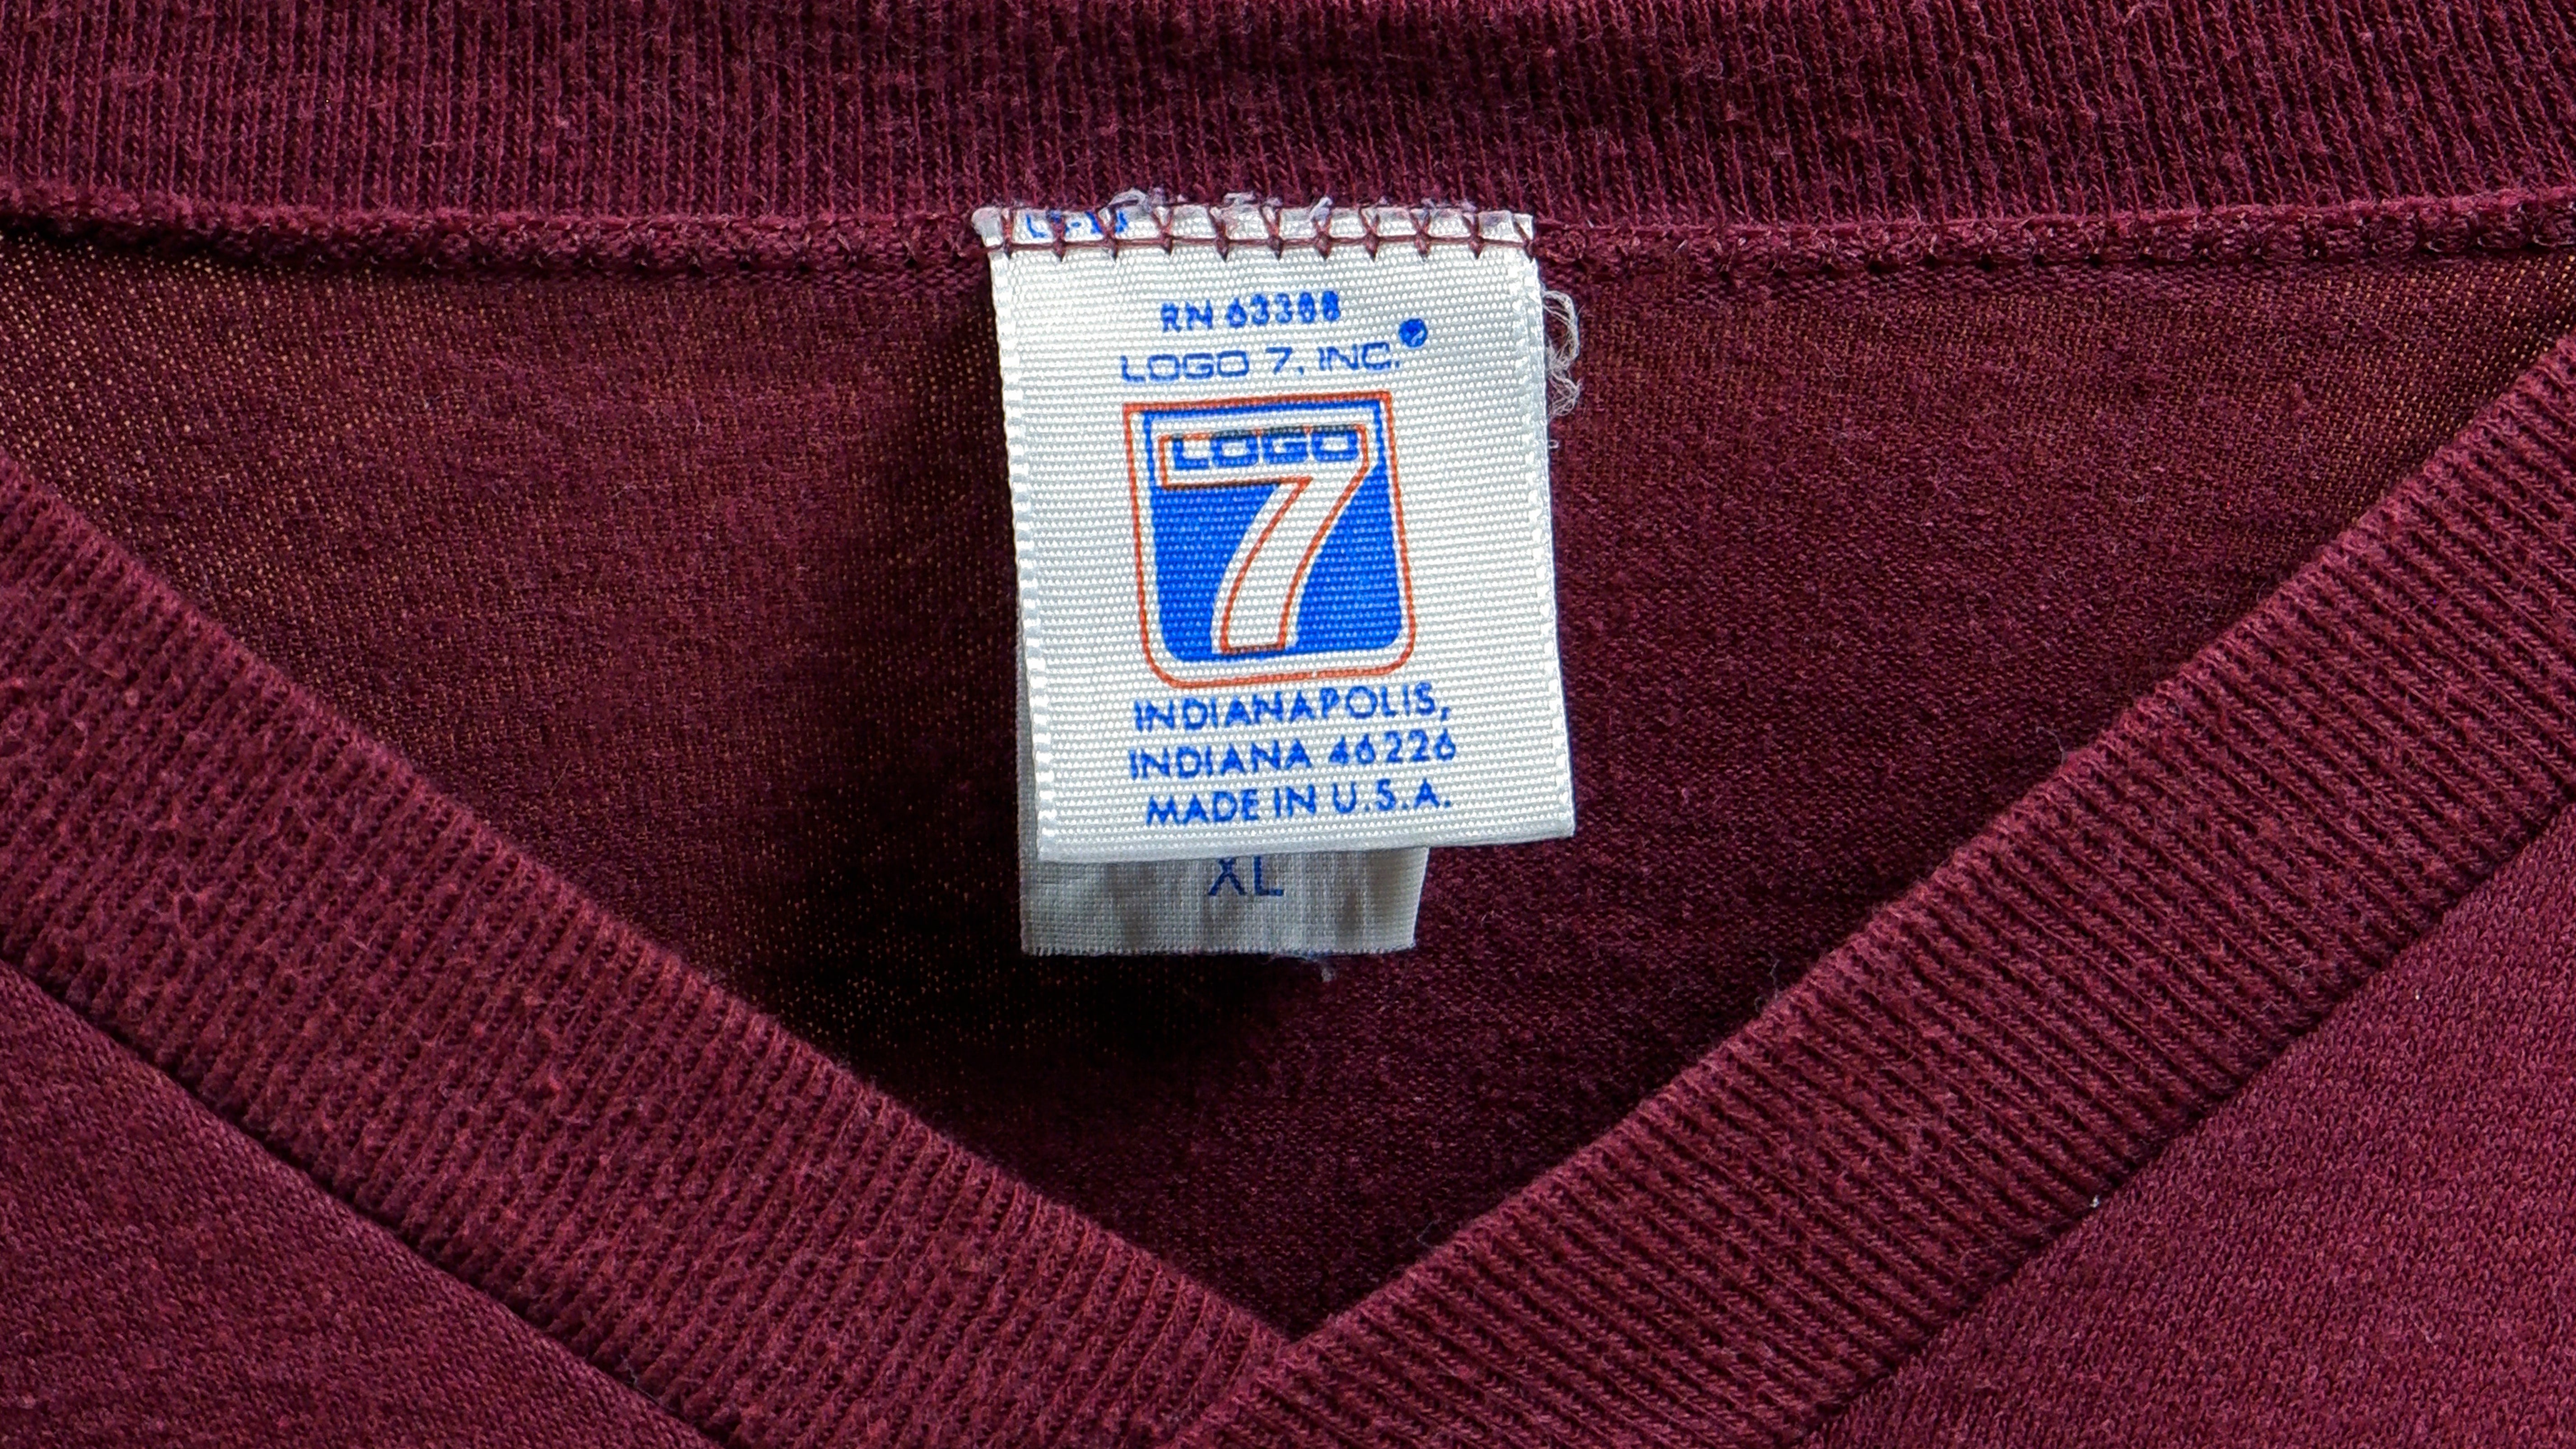 RN 63388
LOGO 7, INC.
LOGO
7
INDIANAPOLIS,
INDIANA 46226
MADE IN U.S.A.
XL